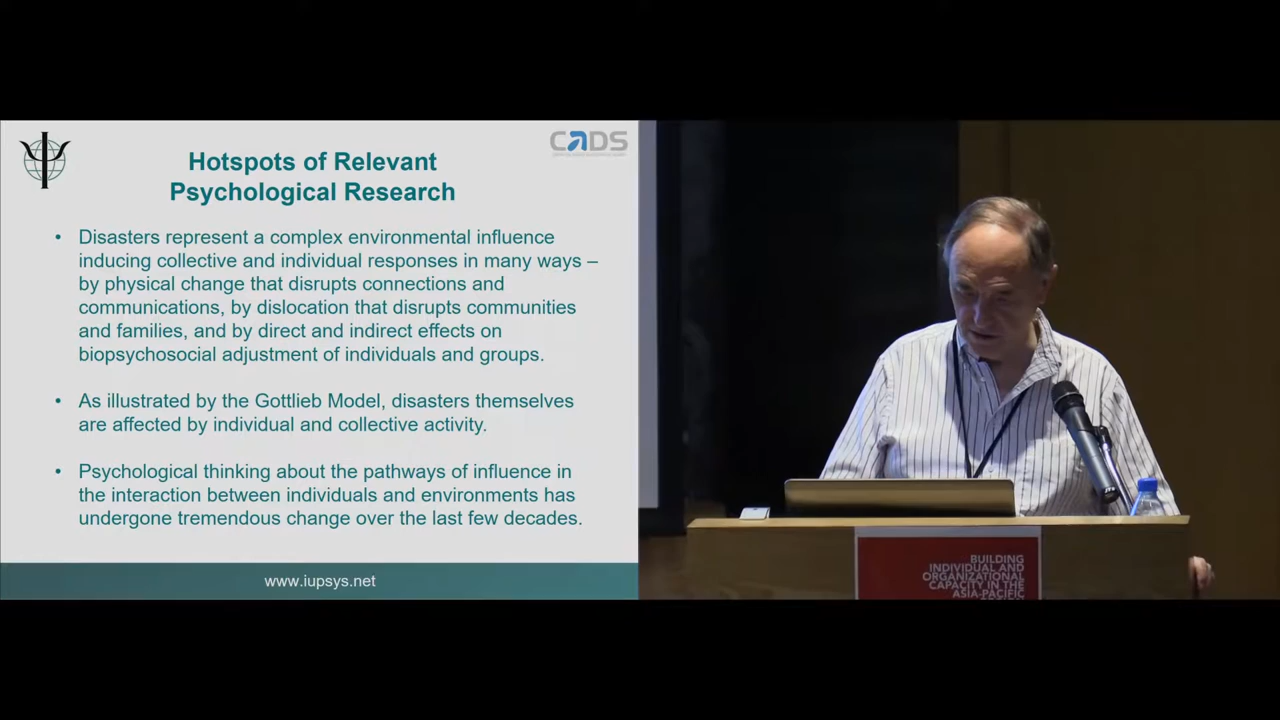 CADS
Hotspots of Relevant
Psychological Research
• Disasters represent a complex environmental influence
inducing collective and individual responses in many ways –
by physical change that disrupts connections and
communications, by dislocation that disrupts communities
and families, and by direct and indirect effects on
biopsychosocial adjustment of individuals and groups.
• As illustrated by the Gottlieb Model, disasters themselves
are affected by individual and collective activity.
• Psychological thinking about the pathways of influence in
the interaction between individuals and environments has
undergone tremendous change over the last few decades.
www.iupsys.net
BUILDING
INDIVIDUAL AND
ORGANIZATIONAL
CAPACITY IN THE
ASIA-PACIFIC